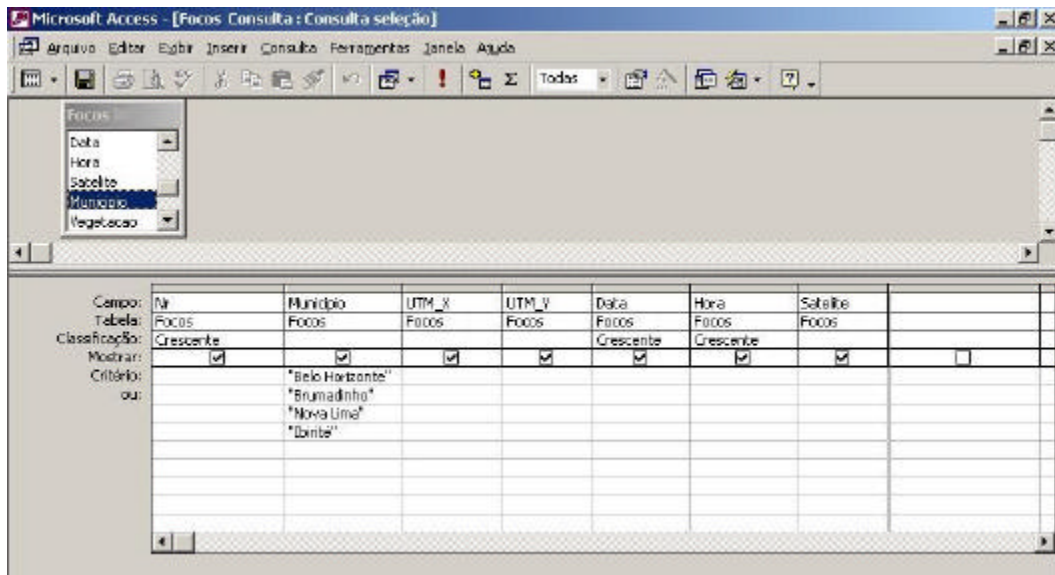 Microsoft Access - [Focos Consulta : Consulta seleção]
Arquivo Editar Exibir Inserir Consulta Ferramentas Janela Ajuda
Todas
Focos
Data
Hora
Satelite
Municipio
Vegetacao
Campo: Nr Municipio UTM_X UTM_Y Data Hora Satelite
Tabela: Focos Focos Focos Focos Focos Focos Focos
Classificação: Crescente Crescente Crescente
Mostrar:
Critério: "Belo Horizonte"
ou: "Brumadinho"
"Nova Lima"
"Ibirité"